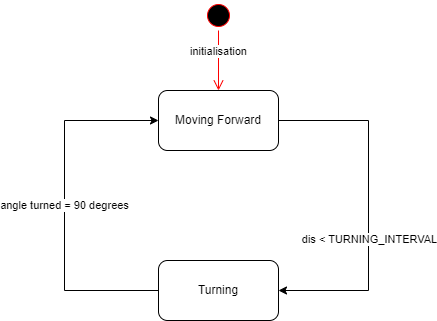 initialisation
Moving Forward
angle turned = 90 degrees
dis < TURNING_INTERVAL
Turning